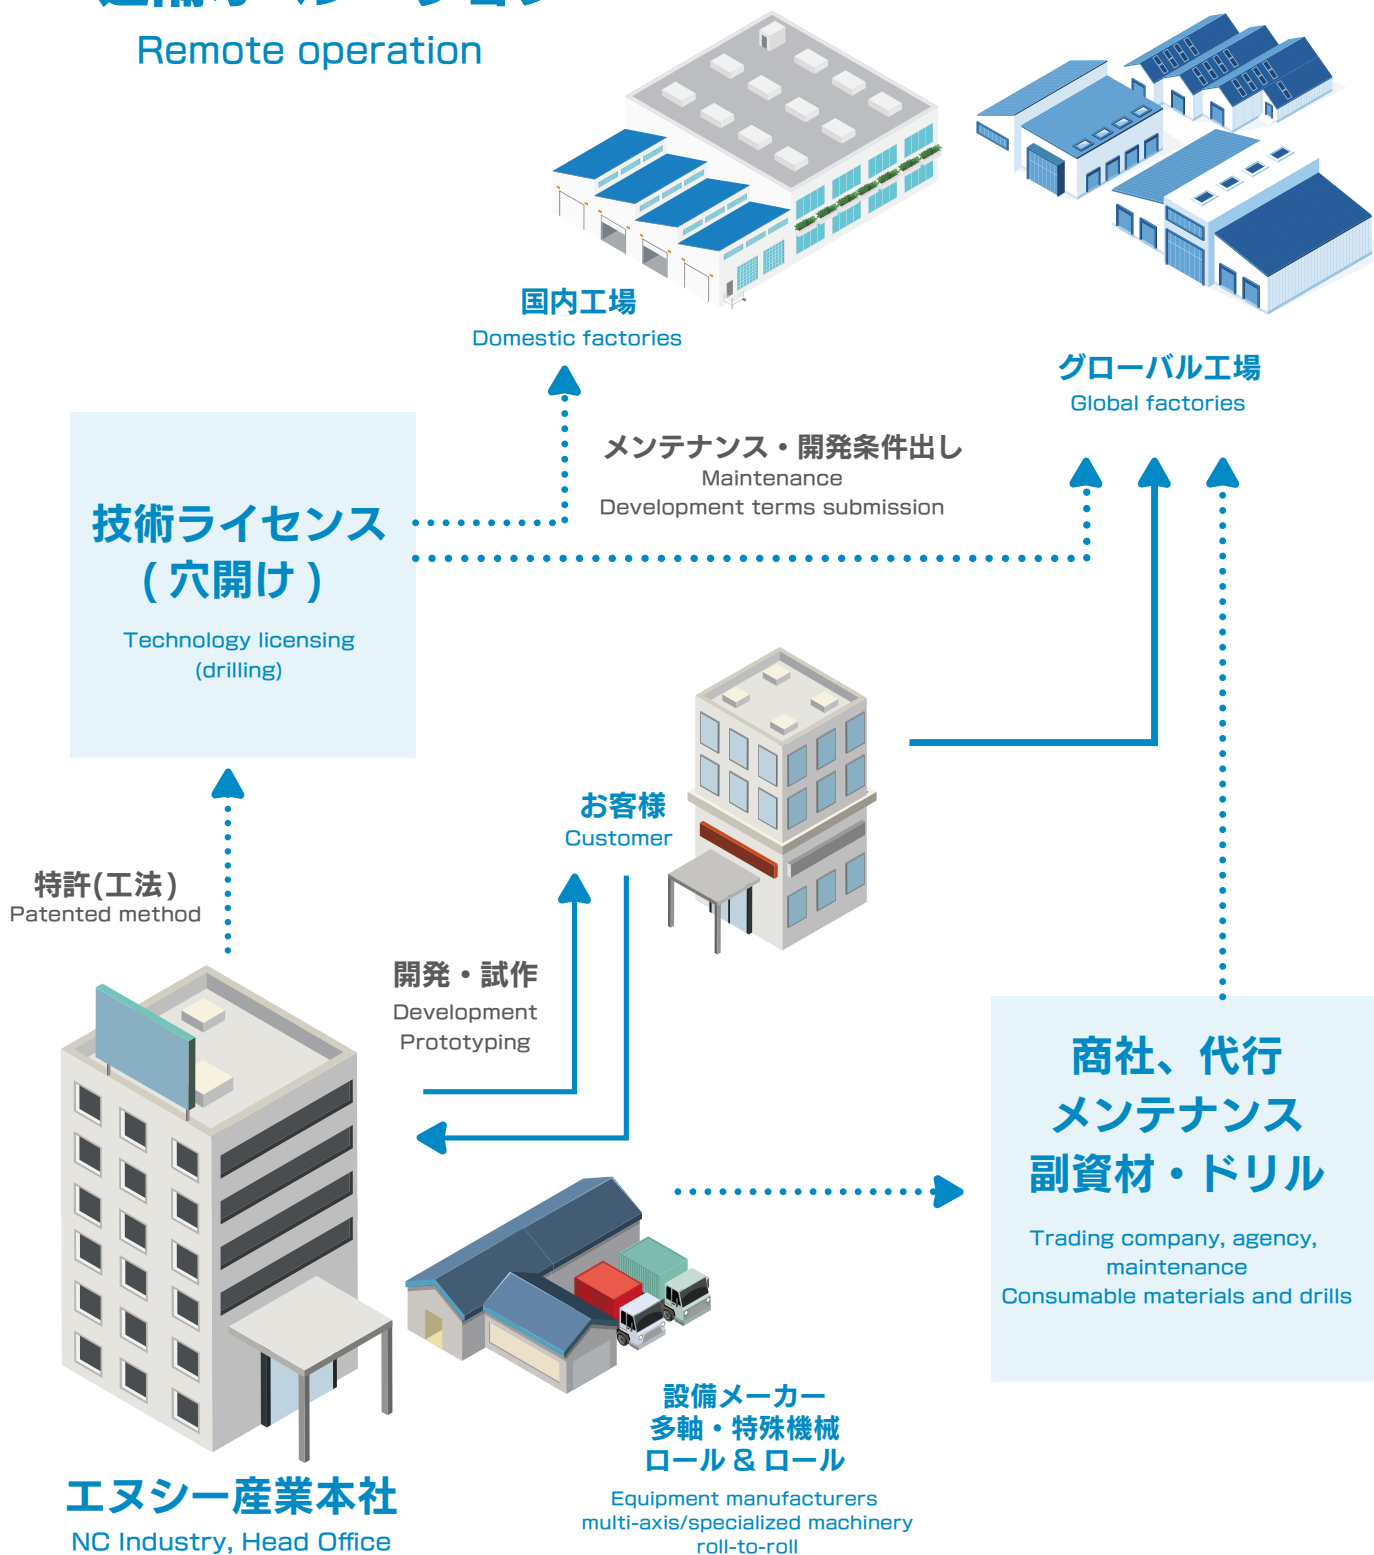 Remote operation
国内工場
Domestic factories
グローバル工場
Global factories
メンテナンス・開発条件出し
Maintenance
Development terms submission
技術ライセンス
(穴開け)
Technology licensing
(drilling)
お客様
Customer
特許(工法)
Patented method
開発・試作
Development
Prototyping
商社、代行
メンテナンス
副資材・ドリル
Trading company, agency,
maintenance
Consumable materials and drills
設備メーカー
多軸・特殊機械
ロール & ロール
Equipment manufacturers
multi-axis/specialized machinery
roll-to-roll
エヌシー産業本社
NC Industry, Head Office